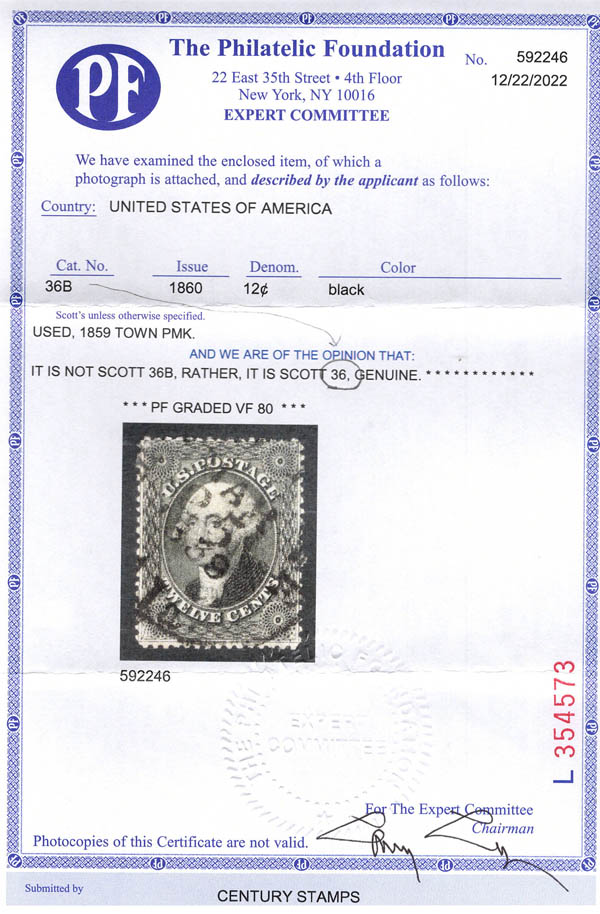 PF
The Philatelic Foundation
No. 592246
22 East 35th Street • 4th Floor
12/22/2022
New York, NY 10016
EXPERT COMMITTEE
We have examined the enclosed item, of which a
photograph is attached, and described by the applicant as follows:
Country: UNITED STATES OF AMERICA
Cat. No. Issue Denom. Color
36B 1860 12¢ black
Scott's unless otherwise specified.
USED, 1859 TOWN PMK.
AND WE ARE OF THE OPINION THAT:
IT IS NOT SCOTT 36B, RATHER, IT IS SCOTT 36, GENUINE. * * * * * * * * * * * *
* * * PF GRADED VF 80 * * *
U.S. POSTAGE
TWELVE CENTS
592246
EXPERT
COMMITTEE
L 354573
For The Expert Committee
Chairman
Photocopies of this Certificate are not valid.
Submitted by
CENTURY STAMPS